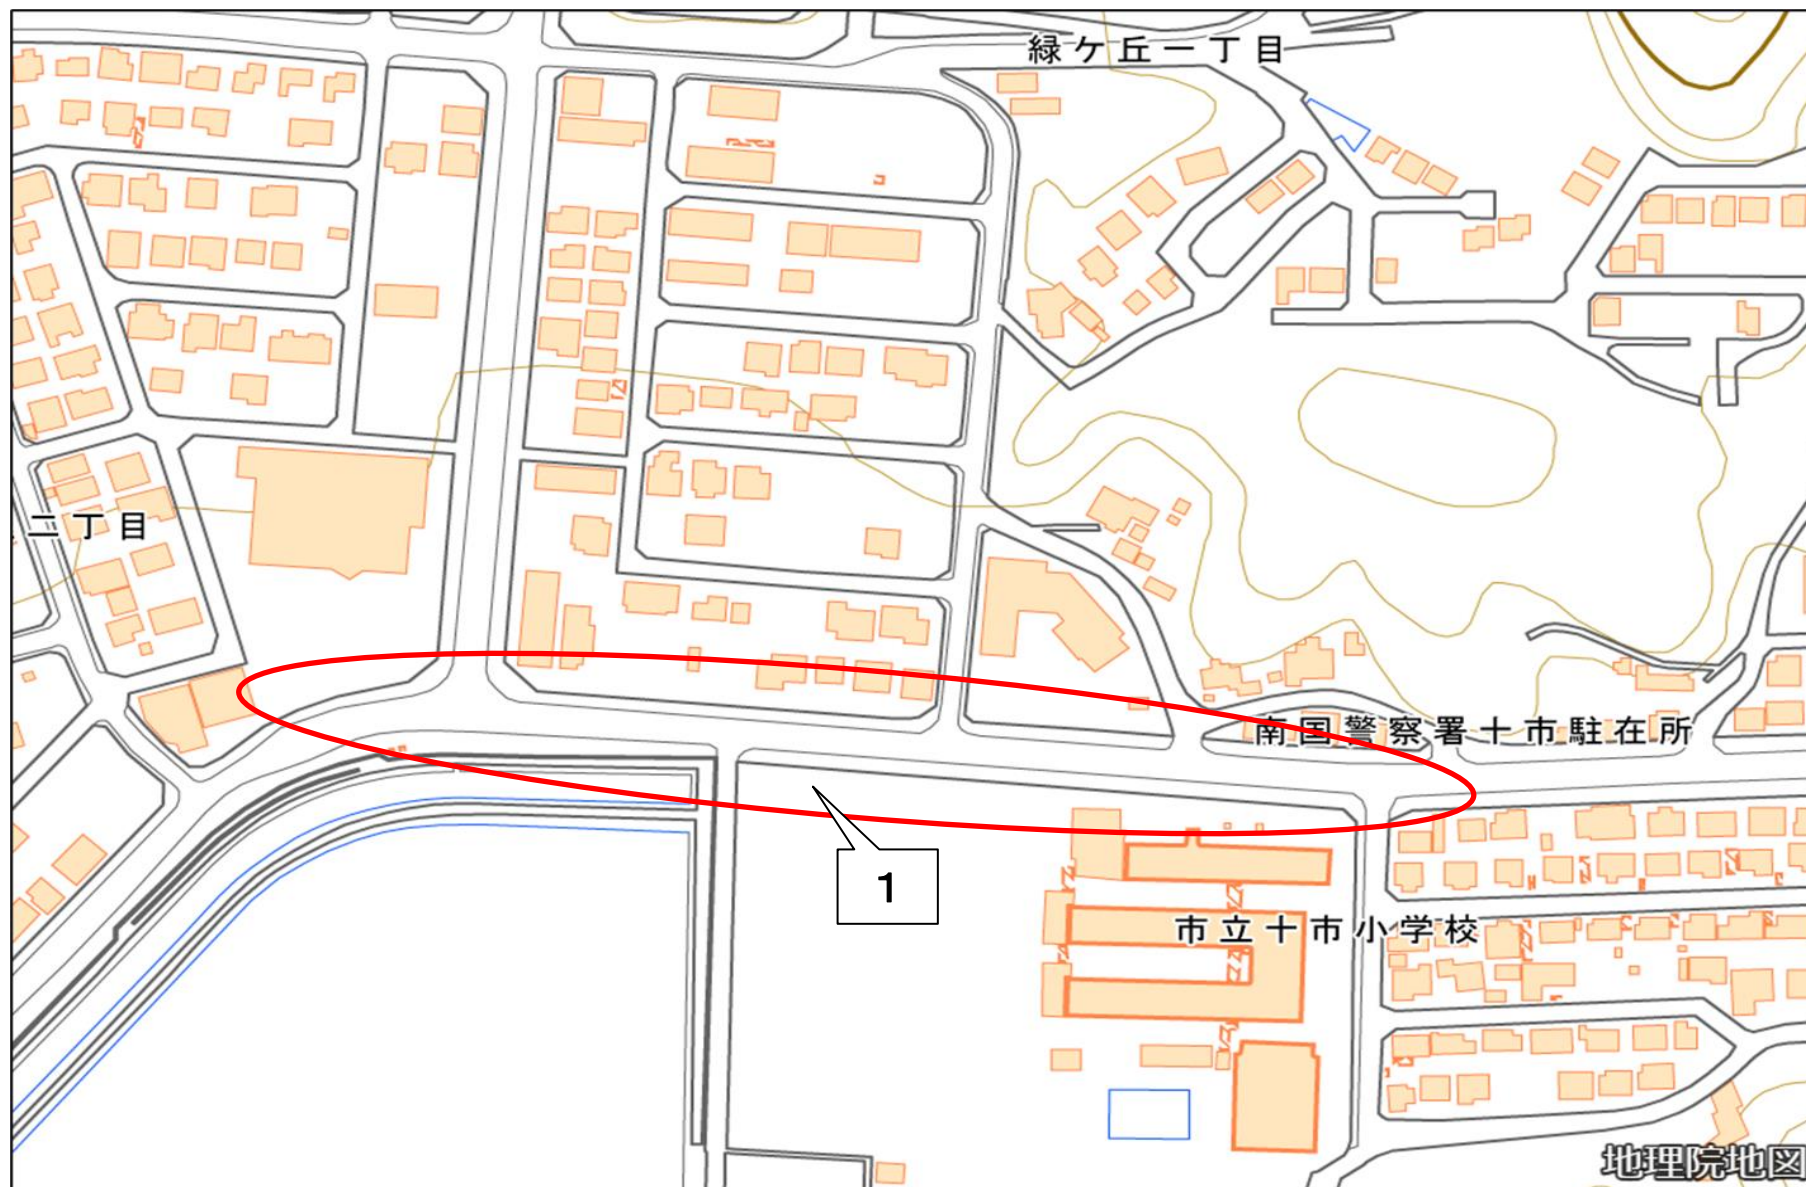 緑ケ丘一丁目
二丁目
南国警察署十市駐在所
1
市立十市小学校
地理院地図